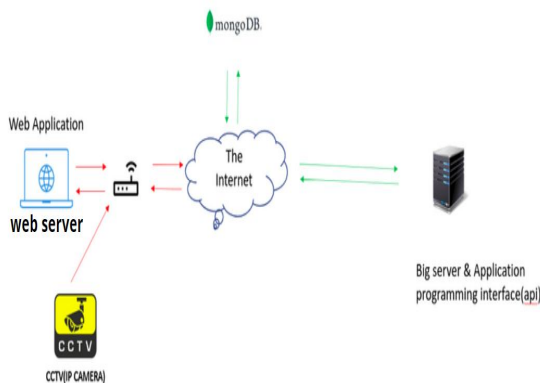 mongoDB.
Web Application
The
Internet
web server
Big server & Application
programming interface(api)
CCTV
CCTV(IP CAMERA)